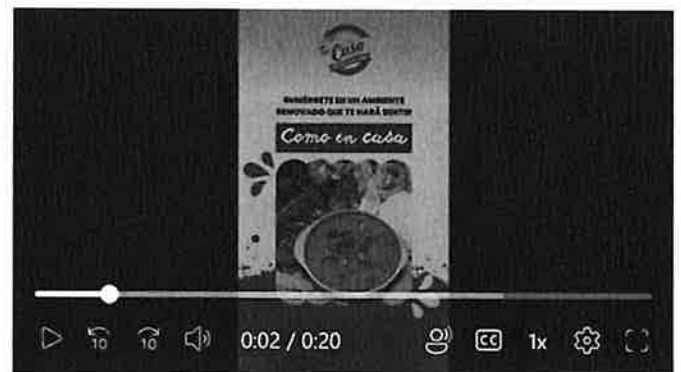 Tu
Casa
SUMÉRGETE EN UN AMBIENTE
RENOVADO QUE TE HARÁ SENTIR
Como en casa
10
10
0:02 / 0:20
CC
1x